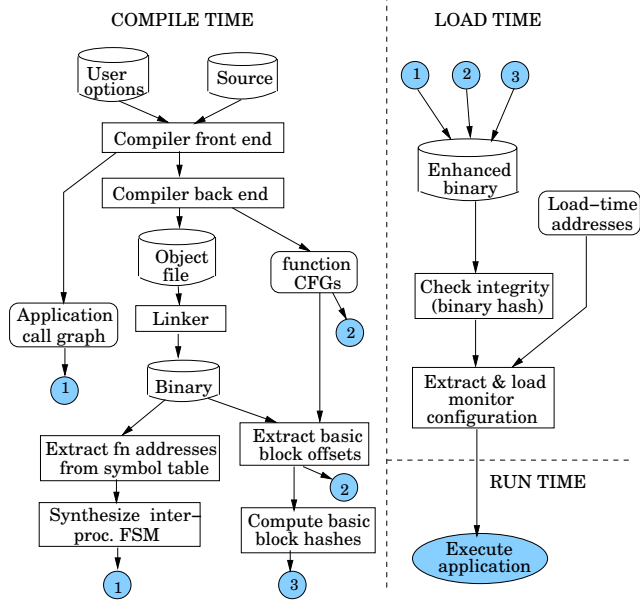 COMPILE TIME
User
options
Source
Compiler front end
Compiler back end
Object
file
function
CFGs
2
Application
call graph
1
Linker
Binary
Extract fn addresses
from symbol table
Extract basic
block offsets
2
Synthesize inter-
proc. FSM
1
Compute basic
block hashes
3
LOAD TIME
1
2
3
Enhanced
binary
Load-time
addresses
Check integrity
(binary hash)
Extract & load
monitor
configuration
RUN TIME
Execute
application